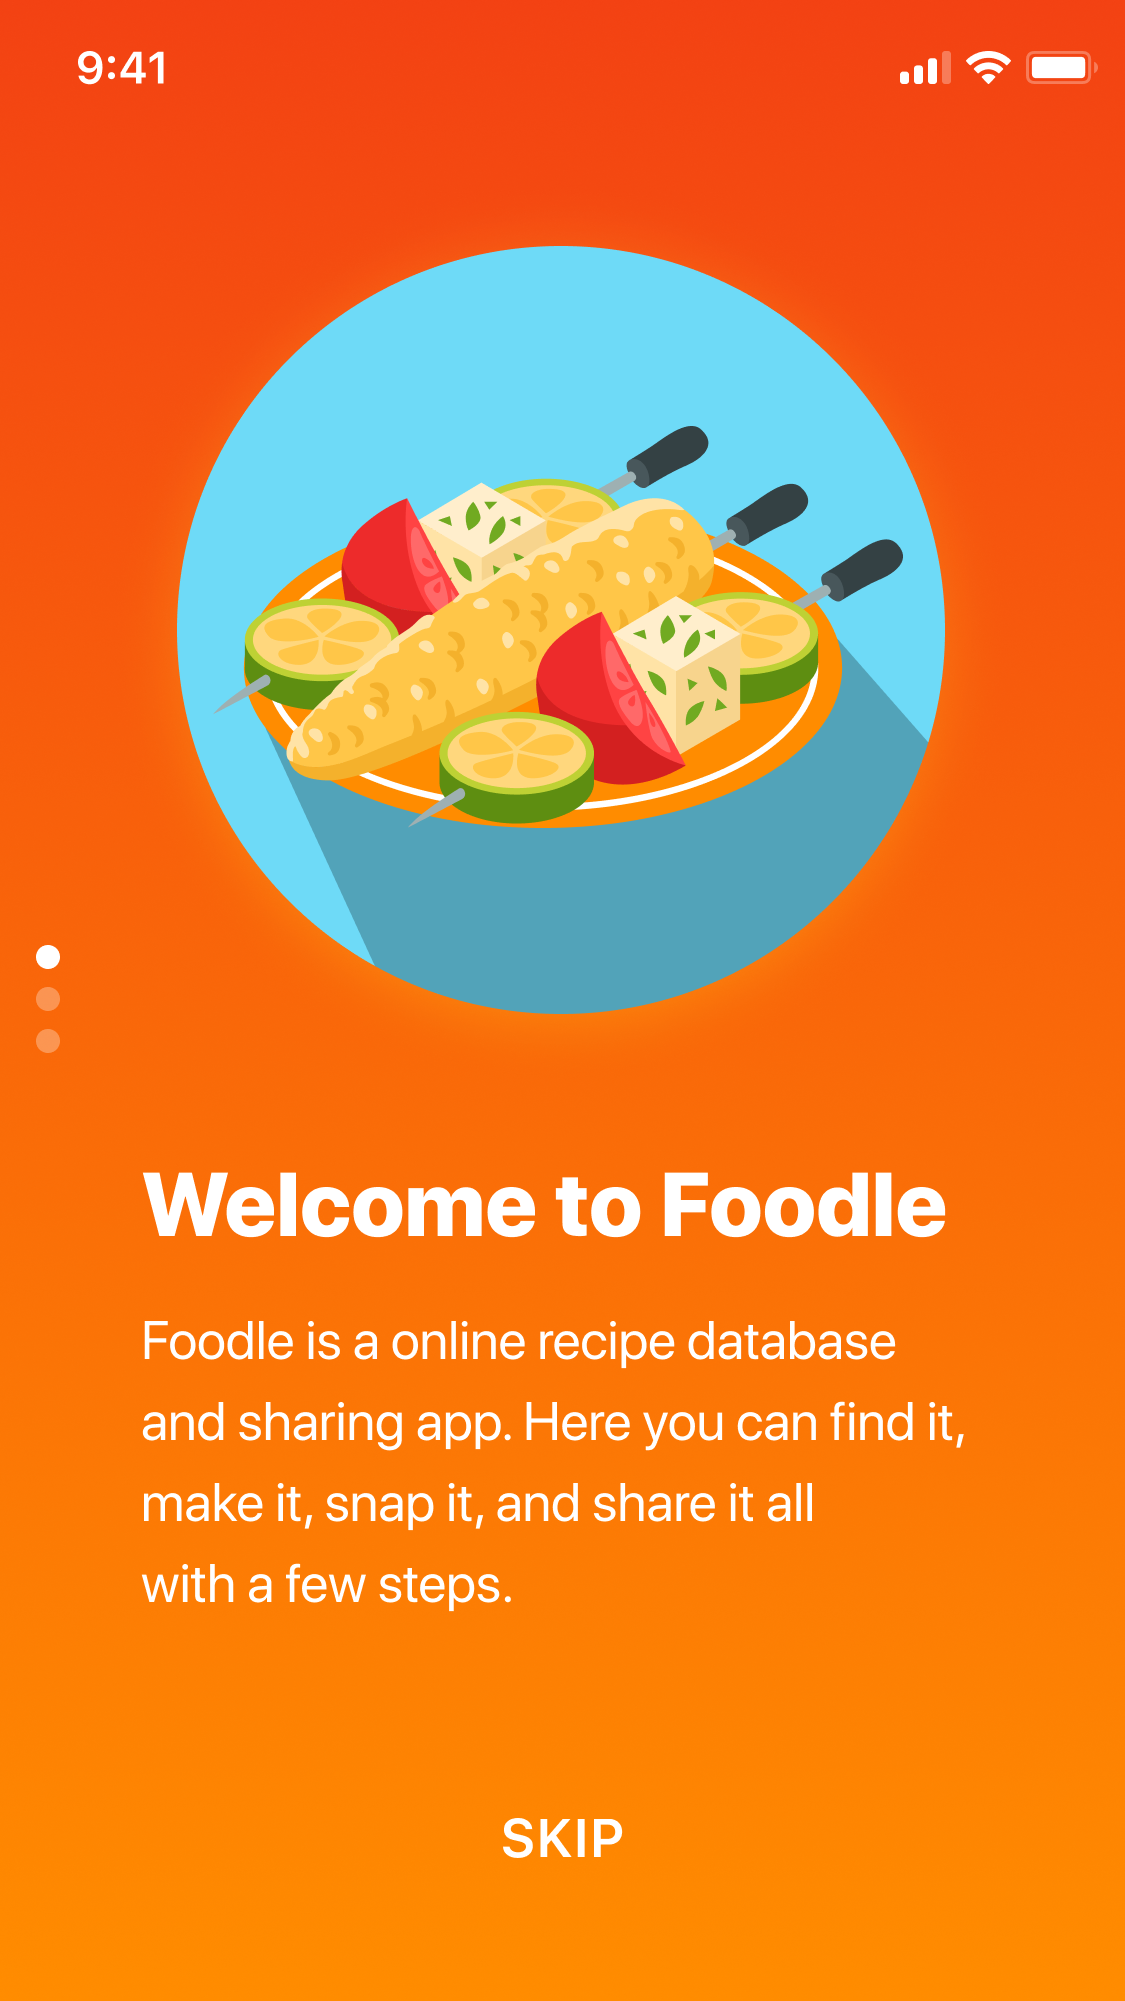 9:41
Welcome to Foodle
Foodle is a online recipe database
and sharing app. Here you can find it,
make it, snap it, and share it all
with a few steps.
SKIP